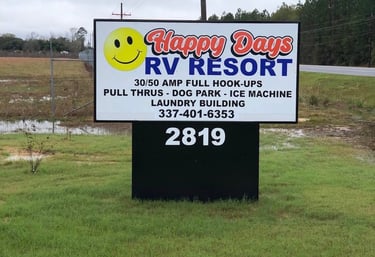 Happy Days
RV RESORT
30/50 AMP FULL HOOK-UPS
PULL THRUS - DOG PARK - ICE MACHINE
LAUNDRY BUILDING
337-401-6353
2819